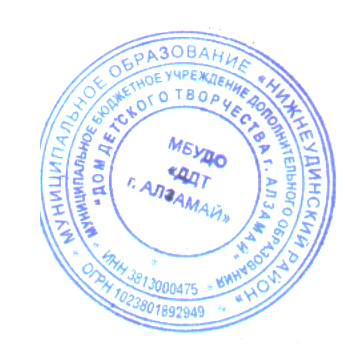 МУНИЦИПАЛЬНОЕ ОБРАЗОВАНИЕ «НИЖНЕУДИНСКИЙ РАЙОН»
* ОГРН 1023801892949 *
* МУНИЦИПАЛЬНОЕ БЮДЖЕТНОЕ УЧРЕЖДЕНИЕ ДОПОЛНИТЕЛЬНОГО ОБРАЗОВАНИЯ *
"ДОМ ДЕТСКОГО ТВОРЧЕСТВА г. АЛЗАМАЙ"
* ИНН 3813000475 *
МБУДО
«ДДТ
г. АЛЗАМАЙ»